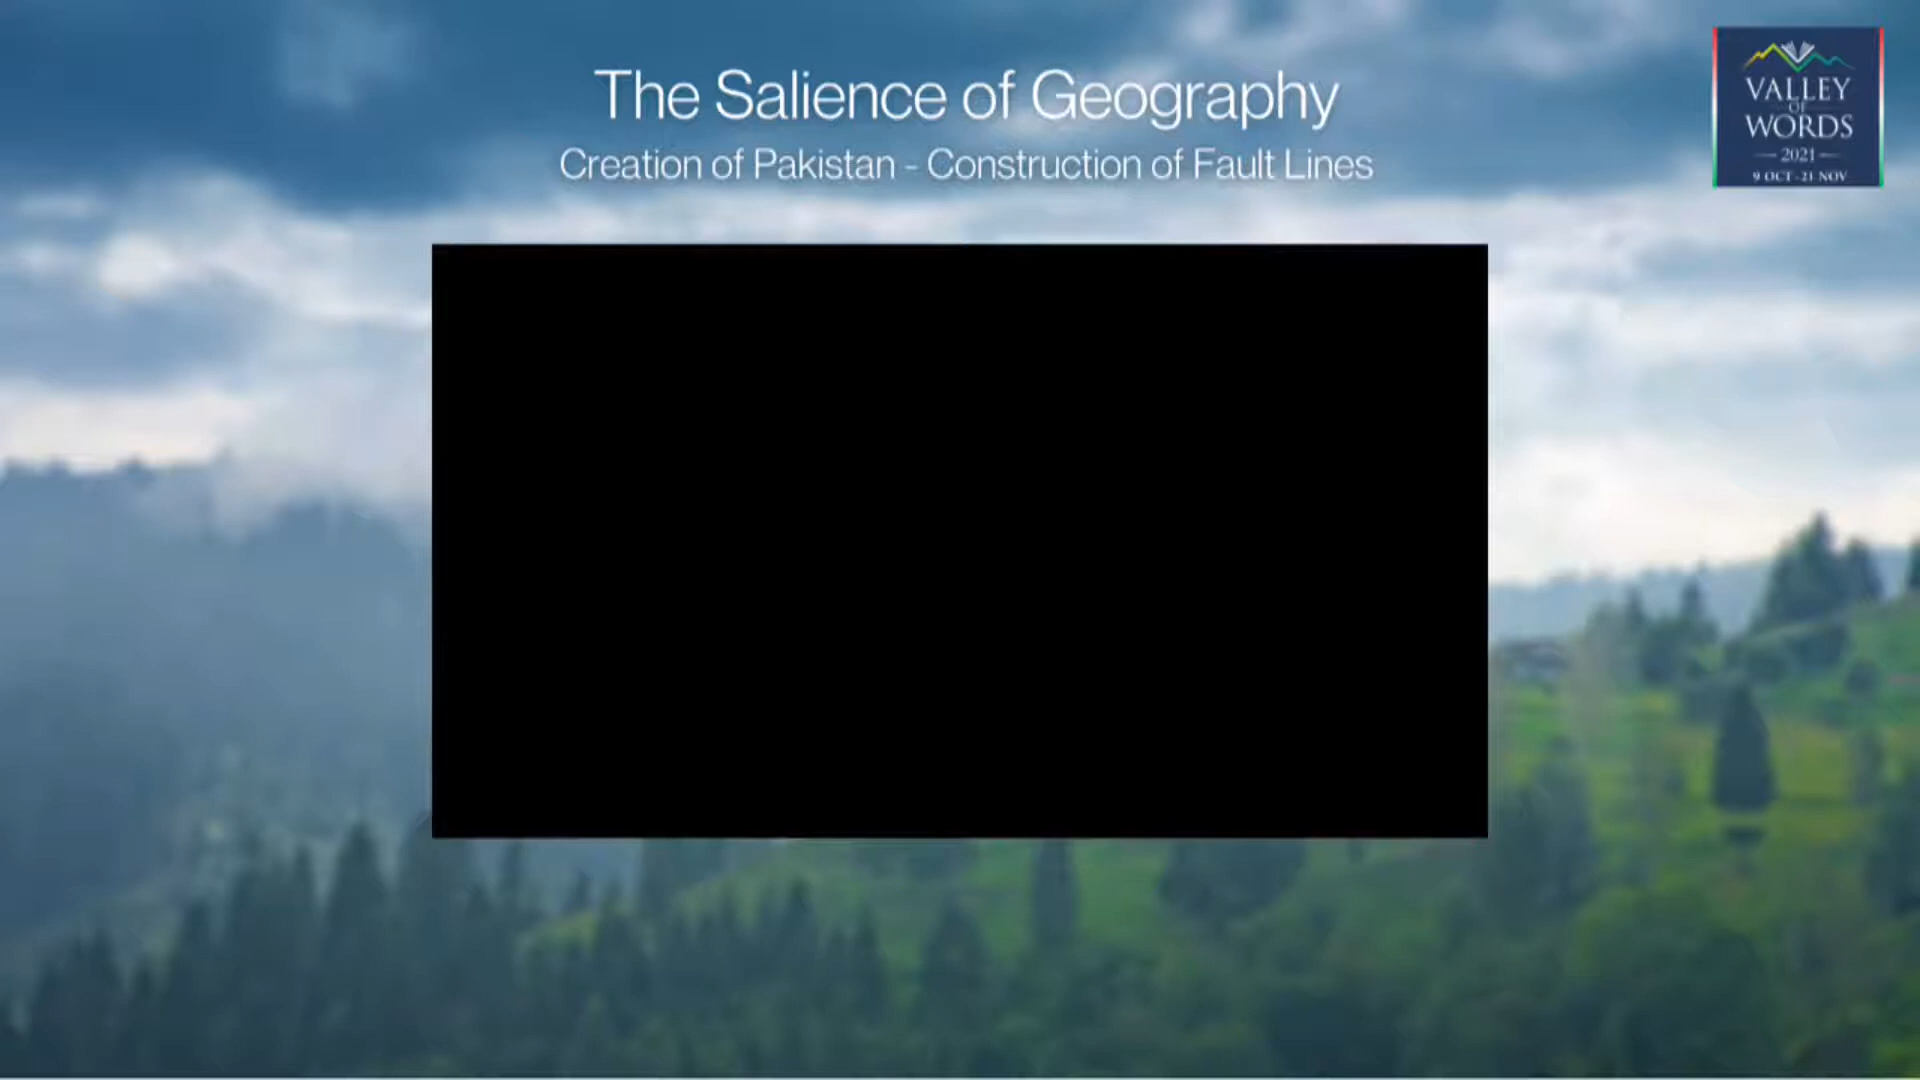 The Salience of Geography
Creation of Pakistan - Construction of Fault Lines
VALLEY
OF
WORDS
2021
9 OCT - 21 NOV